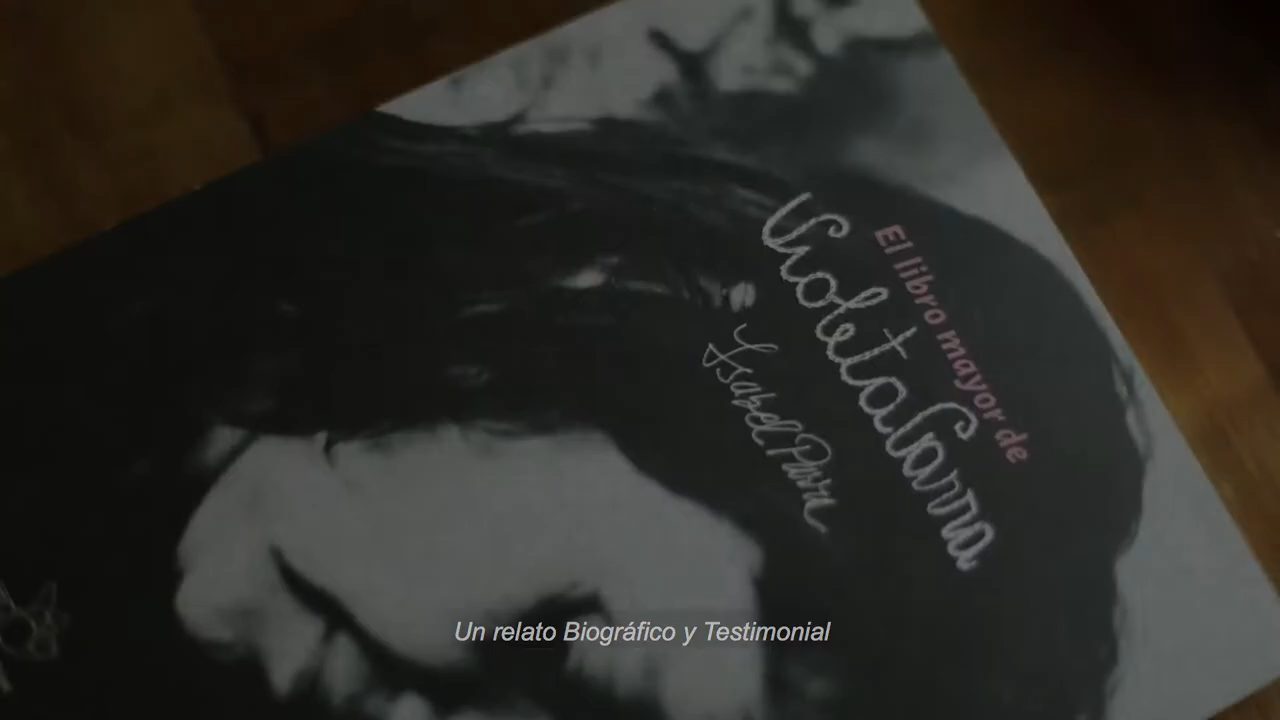 El libro mayor de
Violeta Parra
Isabel Parra
Un relato Biográfico y Testimonial